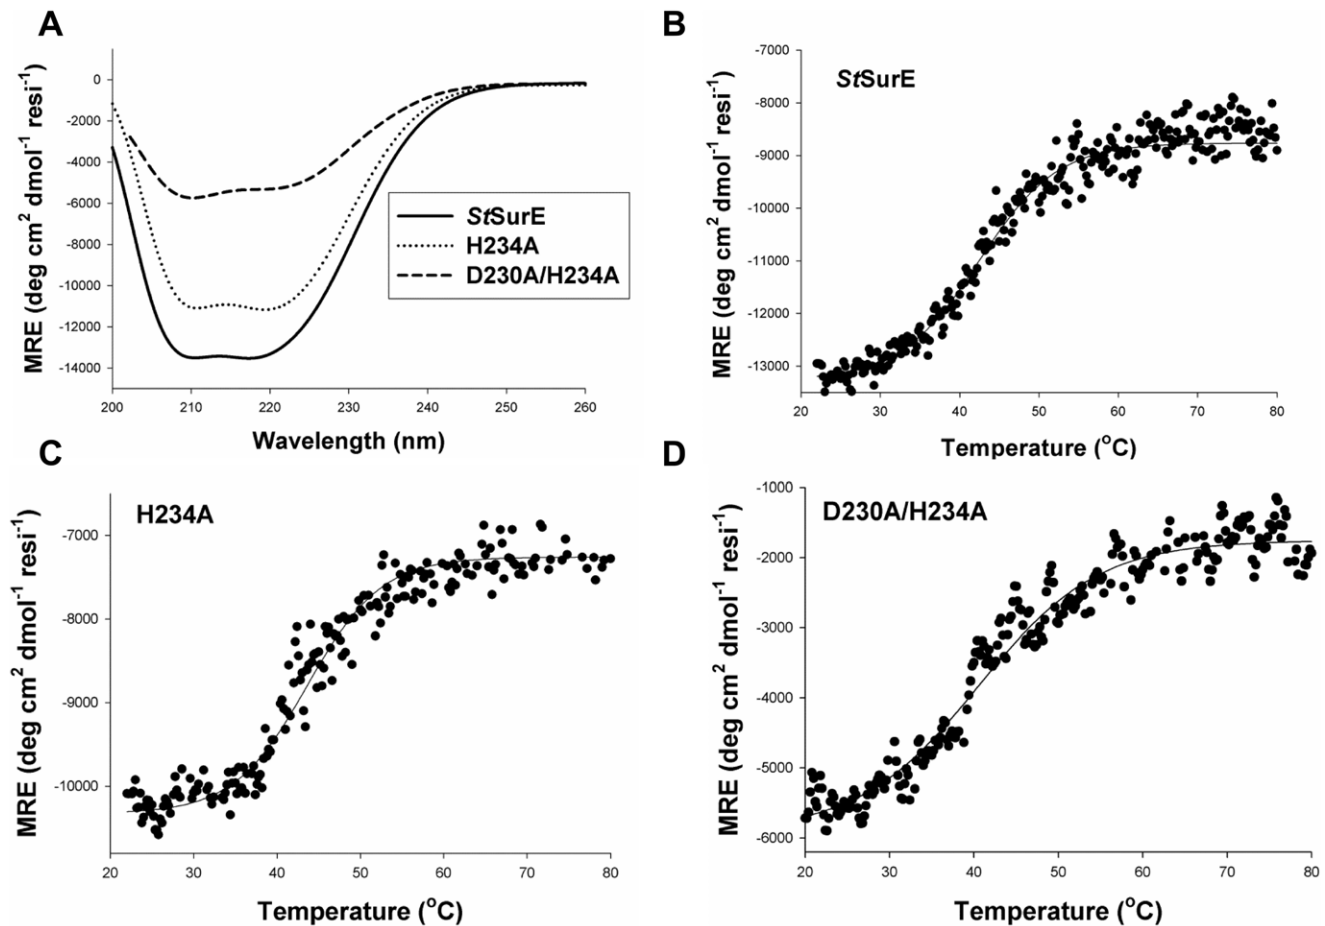 A
MRE (deg cm² dmol⁻¹ resi⁻¹)
0
-2000
-4000
-6000
-8000
-10000
-12000
-14000
200
210
220
230
240
250
260
Wavelength (nm)
StSurE
H234A
D230A/H234A
B
StSurE
MRE (deg cm² dmol⁻¹ resi⁻¹)
-7000
-8000
-9000
-10000
-11000
-12000
-13000
20
30
40
50
60
70
80
Temperature (°C)
C
H234A
MRE (deg cm² dmol⁻¹ resi⁻¹)
-7000
-8000
-9000
-10000
20
30
40
50
60
70
80
Temperature (°C)
D
D230A/H234A
MRE (deg cm² dmol⁻¹ resi⁻¹)
-1000
-2000
-3000
-4000
-5000
-6000
20
30
40
50
60
70
80
Temperature (°C)